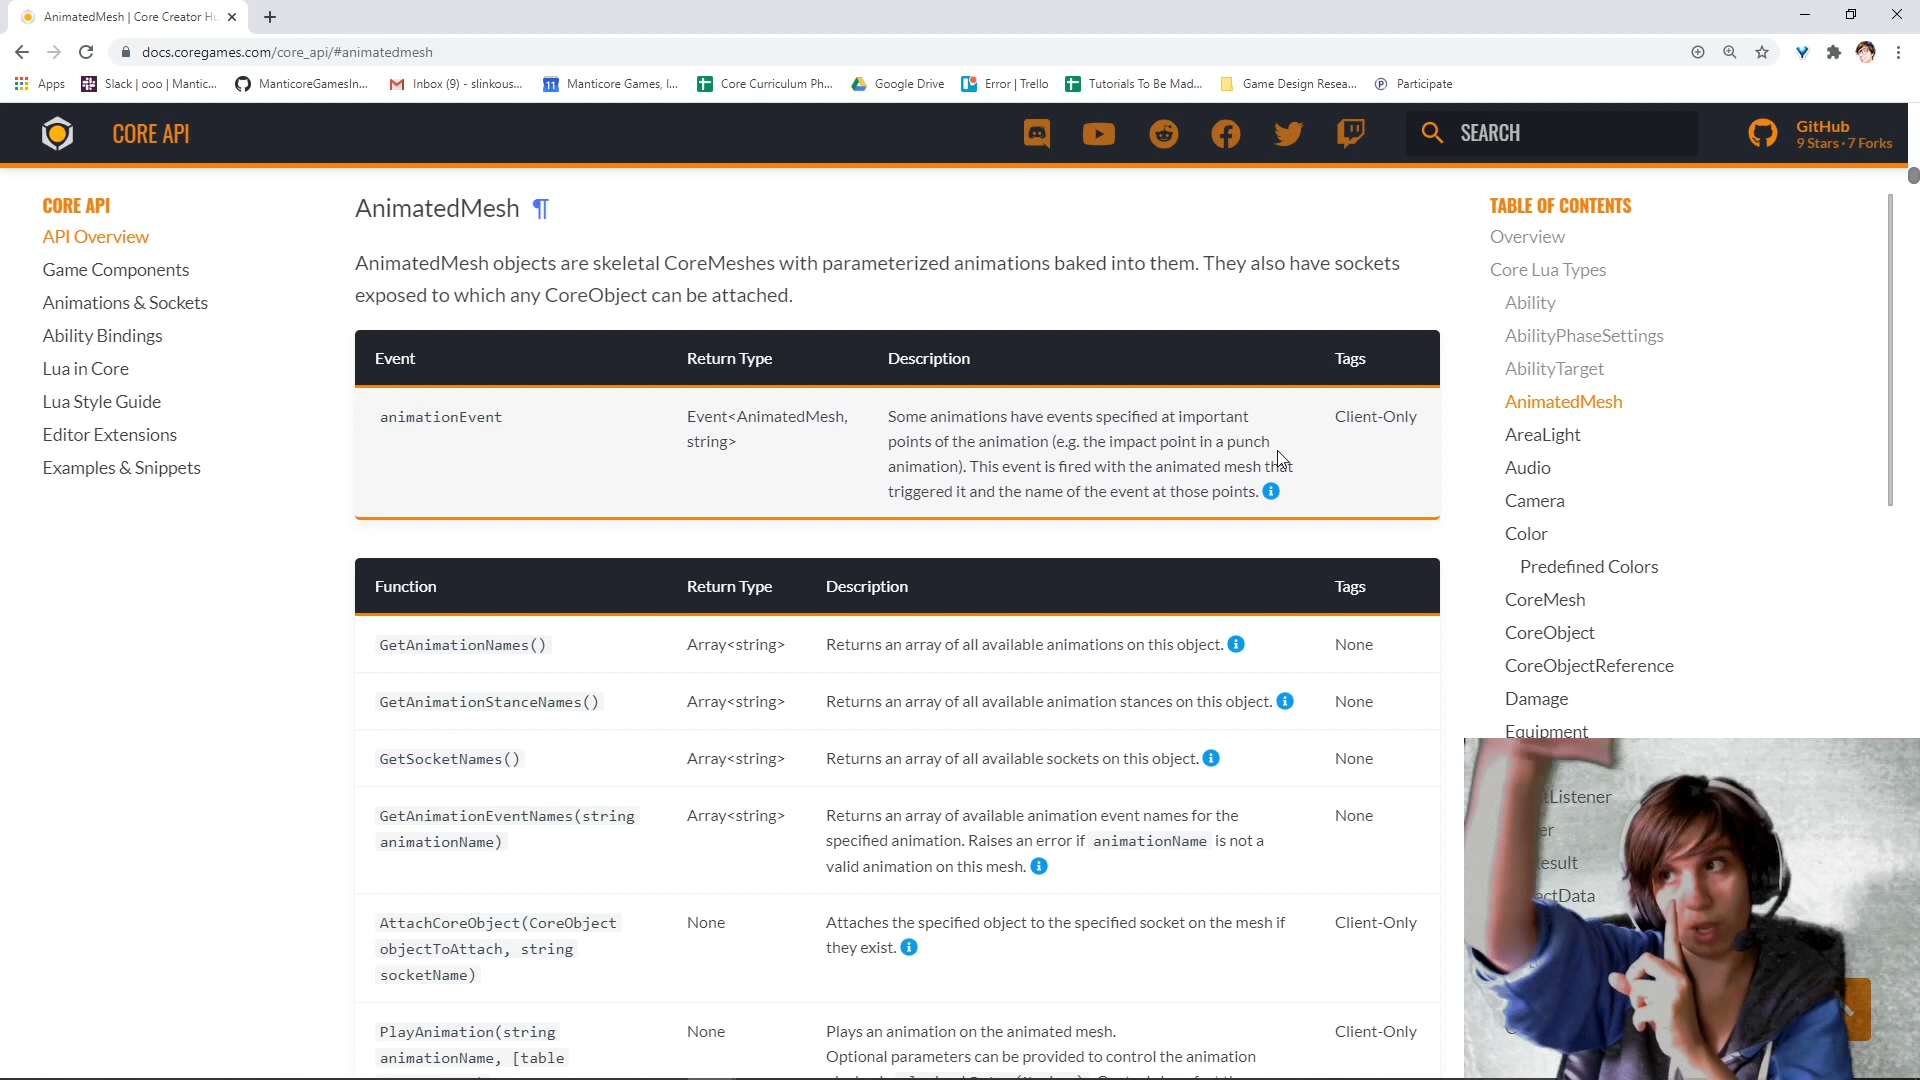 AnimatedMesh | Core Creator Hu
docs.coregames.com/core_api/#animatedmesh
Apps
Slack | ooo | Mantic...
ManticoreGamesIn...
Inbox (9) - slinkous...
Manticore Games, I...
Core Curriculum Ph...
Google Drive
Error | Trello
Tutorials To Be Mad...
Game Design Resea...
Participate
CORE API
SEARCH
GitHub
9 Stars · 7 Forks
CORE API
API Overview
Game Components
Animations & Sockets
Ability Bindings
Lua in Core
Lua Style Guide
Editor Extensions
Examples & Snippets
AnimatedMesh ¶
AnimatedMesh objects are skeletal CoreMeshes with parameterized animations baked into them. They also have sockets
exposed to which any CoreObject can be attached.
Event Return Type Description Tags
animationEvent Event<AnimatedMesh, Some animations have events specified at important Client-Only
string> points of the animation (e.g. the impact point in a punch
animation). This event is fired with the animated mesh that
triggered it and the name of the event at those points.
Function Return Type Description Tags
GetAnimationNames() Array<string> Returns an array of all available animations on this object. None
GetAnimationStanceNames() Array<string> Returns an array of all available animation stances on this object. None
GetSocketNames() Array<string> Returns an array of all available sockets on this object. None
GetAnimationEventNames(string Array<string> Returns an array of available animation event names for the None
animationName) specified animation. Raises an error if animationName is not a
valid animation on this mesh.
AttachCoreObject(CoreObject None Attaches the specified object to the specified socket on the mesh if Client-Only
objectToAttach, string they exist.
socketName)
PlayAnimation(string None Plays an animation on the animated mesh. Client-Only
animationName, [table Optional parameters can be provided to control the animation
TABLE OF CONTENTS
Overview
Core Lua Types
Ability
AbilityPhaseSettings
AbilityTarget
AnimatedMesh
AreaLight
Audio
Camera
Color
Predefined Colors
CoreMesh
CoreObject
CoreObjectReference
Damage
Equipment
tListener
er
esult
ectData